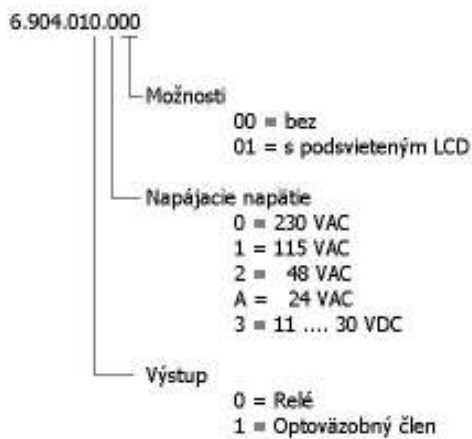 6.904.010.000
Možnosti
00 = bez
01 = s podsvieteným LCD
Napájacie napätie
0 = 230 VAC
1 = 115 VAC
2 = 48 VAC
A = 24 VAC
3 = 11 .... 30 VDC
Výstup
0 = Relé
1 = Optoväzobný člen